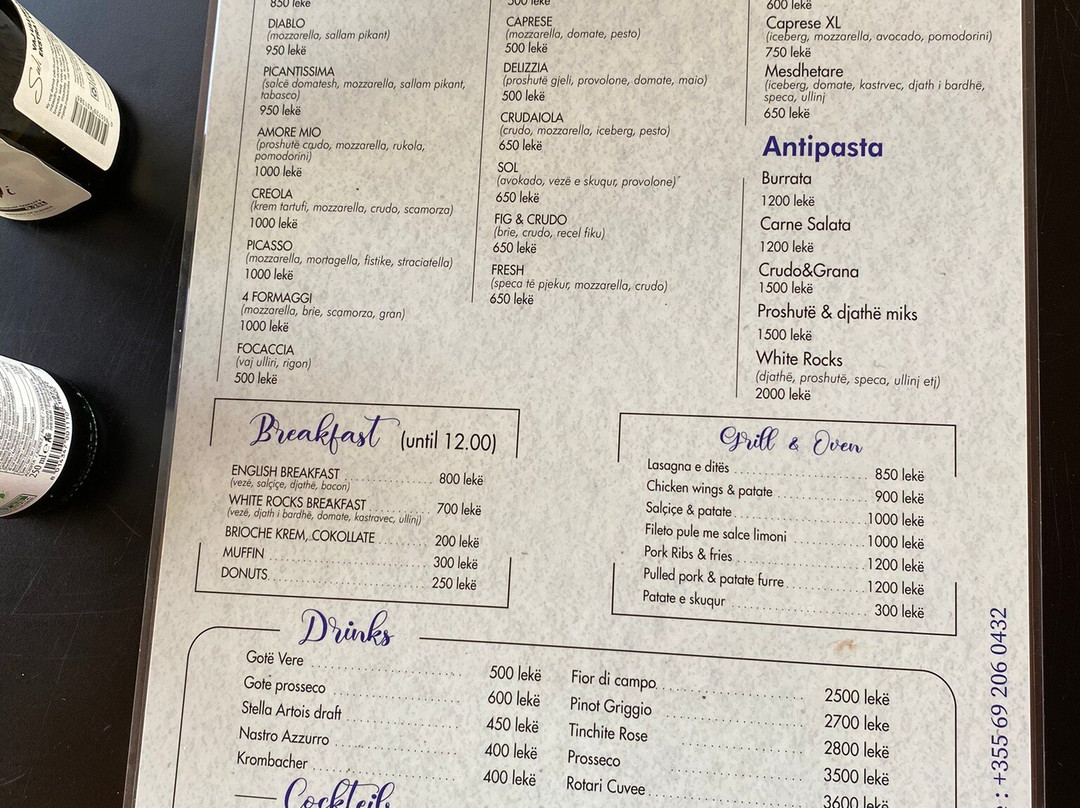 850 lekë
DIABLO
(mozzarella, sallam pikant)
950 lekë
PICANTISSIMA
(salcë domatesh, mozzarella, sallam pikant,
tabasco)
950 lekë
AMORE MIO
(proshutë crudo, mozzarella, rukola,
pomodorini)
1000 lekë
CREOLA
(krem tartufi, mozzarella, crudo, scamorza)
1000 lekë
PICASSO
(mozzarella, mortagella, fistike, straciatella)
1000 lekë
4 FORMAGGI
(mozzarella, brie, scamorza, gran)
1000 lekë
FOCACCIA
(vaj ulliri, rigon)
500 lekë
500 lekë
CAPRESE
(mozzarella, domate, pesto)
500 lekë
DELIZZIA
(proshutë gjeli, provolone, domate, maio)
500 lekë
CRUDAIOLA
(crudo, mozzarella, iceberg, pesto)
650 lekë
SOL
(avokado, vezë e skuqur, provolone)
650 lekë
FIG & CRUDO
(brie, crudo, recel fiku)
650 lekë
FRESH
(speca të pjekur, mozzarella, crudo)
650 lekë
600 lekë
Caprese XL
(iceberg, mozzarella, avocado, pomodorini)
750 lekë
Mesdhetare
(iceberg, domate, kastrvec, djath i bardhë,
speca, ullinj
650 lekë
Antipasta
Burrata
1200 lekë
Carne Salata
1200 lekë
Crudo&Grana
1500 lekë
Proshutë & djathë miks
1500 lekë
White Rocks
(djathë, proshutë, speca, ullinj etj)
2000 lekë
Breakfast (until 12.00)
ENGLISH BREAKFAST 800 lekë
(vezë, salçiçe, djathë, bacon)
WHITE ROCKS BREAKFAST 700 lekë
(vezë, djath i bardhë, domate, kastravec, ullinj)
BRIOCHE KREM, COKOLLATE 200 lekë
MUFFIN 300 lekë
DONUTS 250 lekë
Grill & Oven
Lasagna e ditës 850 lekë
Chicken wings & patate 900 lekë
Salçiçe & patate 1000 lekë
Fileto pule me salce limoni 1000 lekë
Pork Ribs & fries 1200 lekë
Pulled pork & patate furre 1200 lekë
Patate e skuqur 300 lekë
Drinks
Gotë Vere 500 lekë
Gote prosseco 600 lekë
Stella Artois draft 450 lekë
Nastro Azzurro 400 lekë
Krombacher 400 lekë
Fior di campo 2500 lekë
Pinot Griggio 2700 leke
Tinchite Rose 2800 lekë
Prosseco 3500 lekë
Rotari Cuvee 3600 lekë
Cocktails
: +355 69 206 0432
250 ml